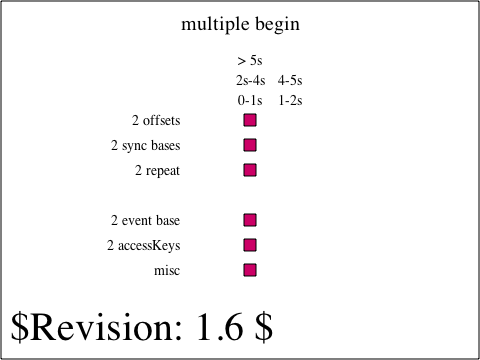 multiple begin
> 5s
2s-4s 4-5s
0-1s 1-2s
2 offsets
2 sync bases
2 repeat
2 event base
2 accessKeys
misc
$Revision: 1.6 $